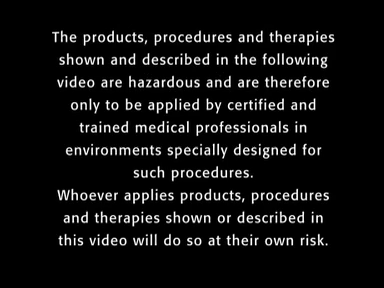 The products, procedures and therapies
shown and described in the following
video are hazardous and are therefore
only to be applied by certified and
trained medical professionals in
environments specially designed for
such procedures.
Whoever applies products, procedures
and therapies shown or described in
this video will do so at their own risk.